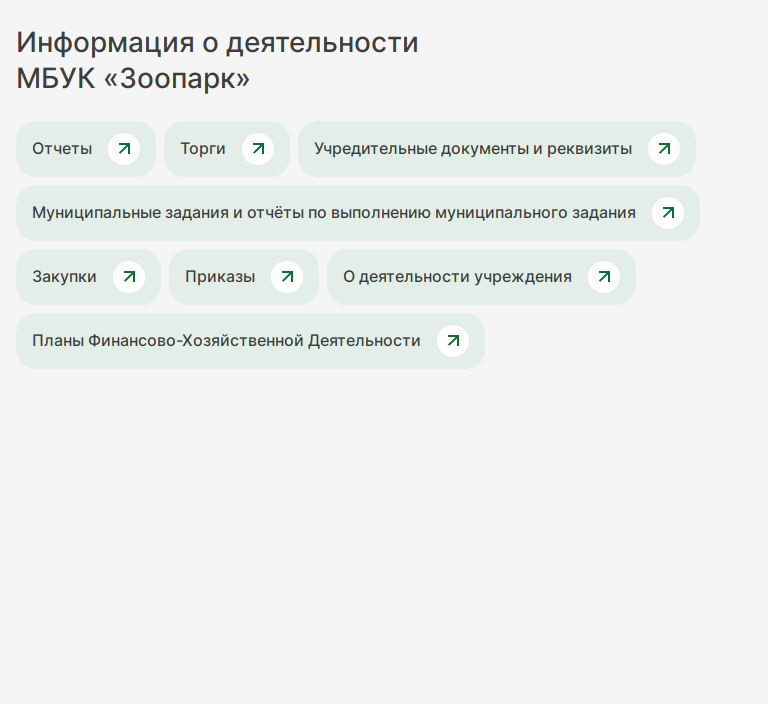 Информация о деятельности
МБУК «Зоопарк»
Отчеты
Торги
Учредительные документы и реквизиты
Муниципальные задания и отчёты по выполнению муниципального задания
Закупки
Приказы
О деятельности учреждения
Планы Финансово-Хозяйственной Деятельности